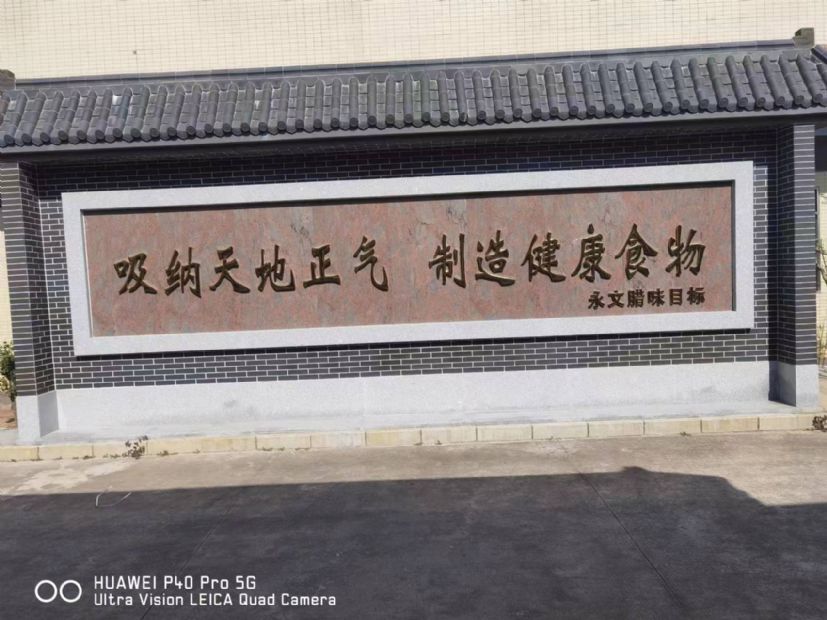 吸纳天地正气 制造健康食物
永文腊味目标
HUAWEI P40 Pro 5G
Ultra Vision LEICA Quad Camera